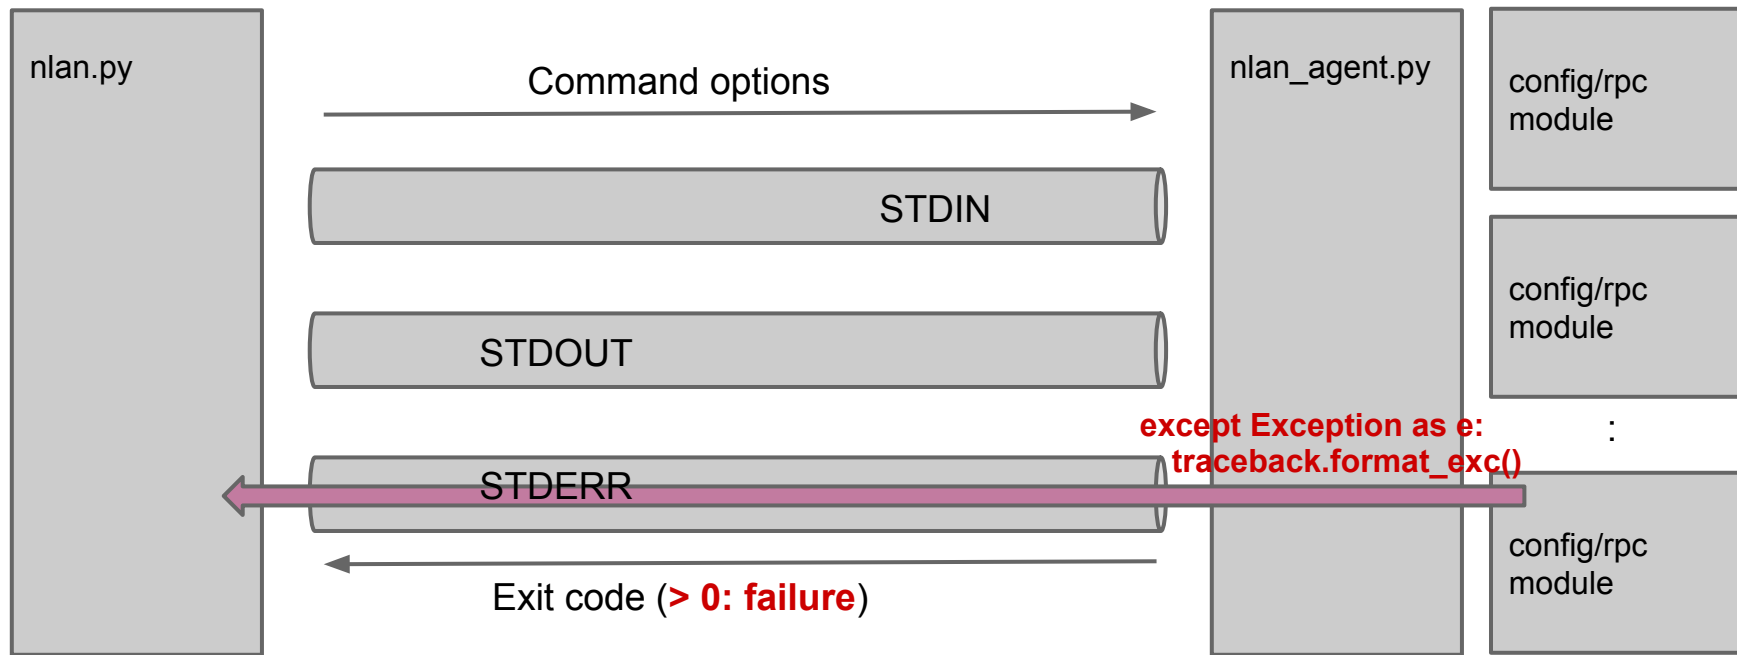 nlan.py
Command options
nlan_agent.py
config/rpc
module
STDIN
config/rpc
module
STDOUT
except Exception as e:
traceback.format_exc()
:
STDERR
config/rpc
module
Exit code (> 0: failure)